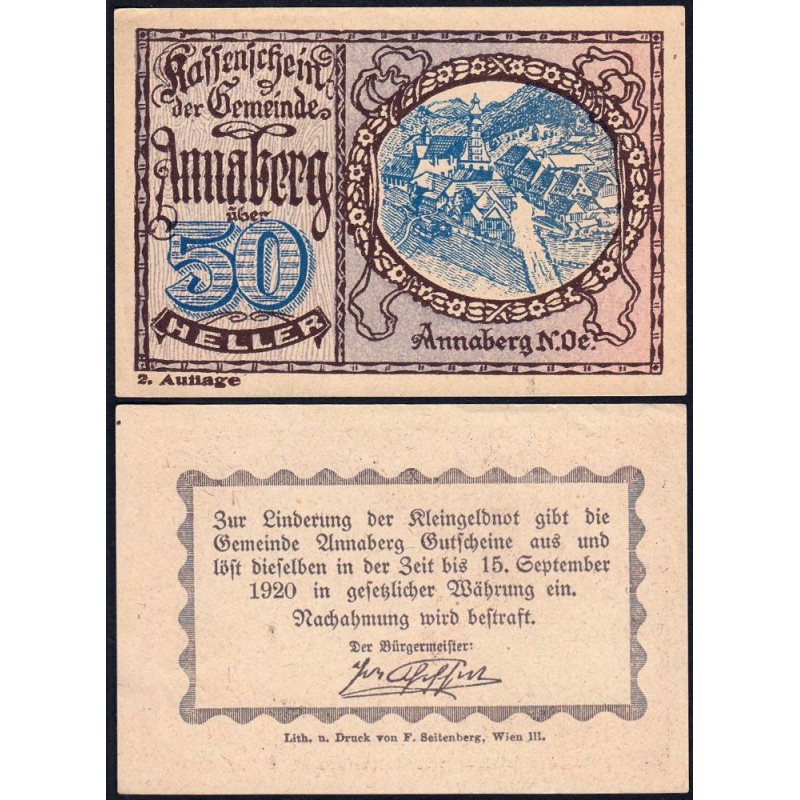 Kassenschein
der Gemeinde
Annaberg
über
50
HELLER
2. Auflage
Annaberg N.Oe.
Zur Linderung der Kleingeldnot gibt die
Gemeinde Annaberg Gutscheine aus und
löst dieselben in der Zeit bis 15. September
1920 in gesetzlicher Währung ein.
Nachahmung wird bestraft.
Der Bürgermeister:
Lith. u. Druck von F. Seitenberg, Wien III.